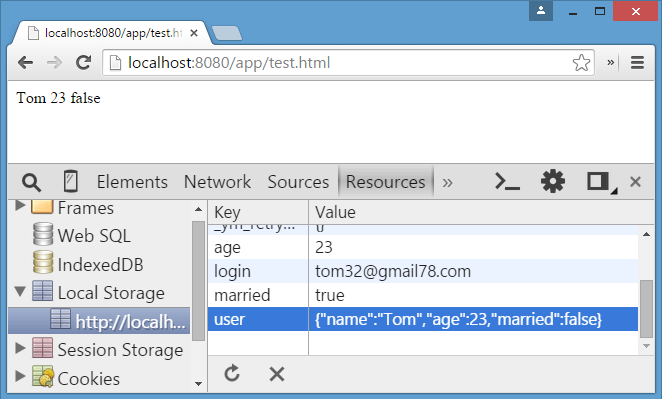 localhost:8080/app/test.ht
localhost:8080/app/test.html »
Tom 23 false
Elements Network Sources Resources »
Frames
Web SQL
IndexedDB
Local Storage
http://localh...
Session Storage
Cookies
Key Value
_ym_retry... {}
age 23
login tom32@gmail78.com
married true
user {"name":"Tom","age":23,"married":false}